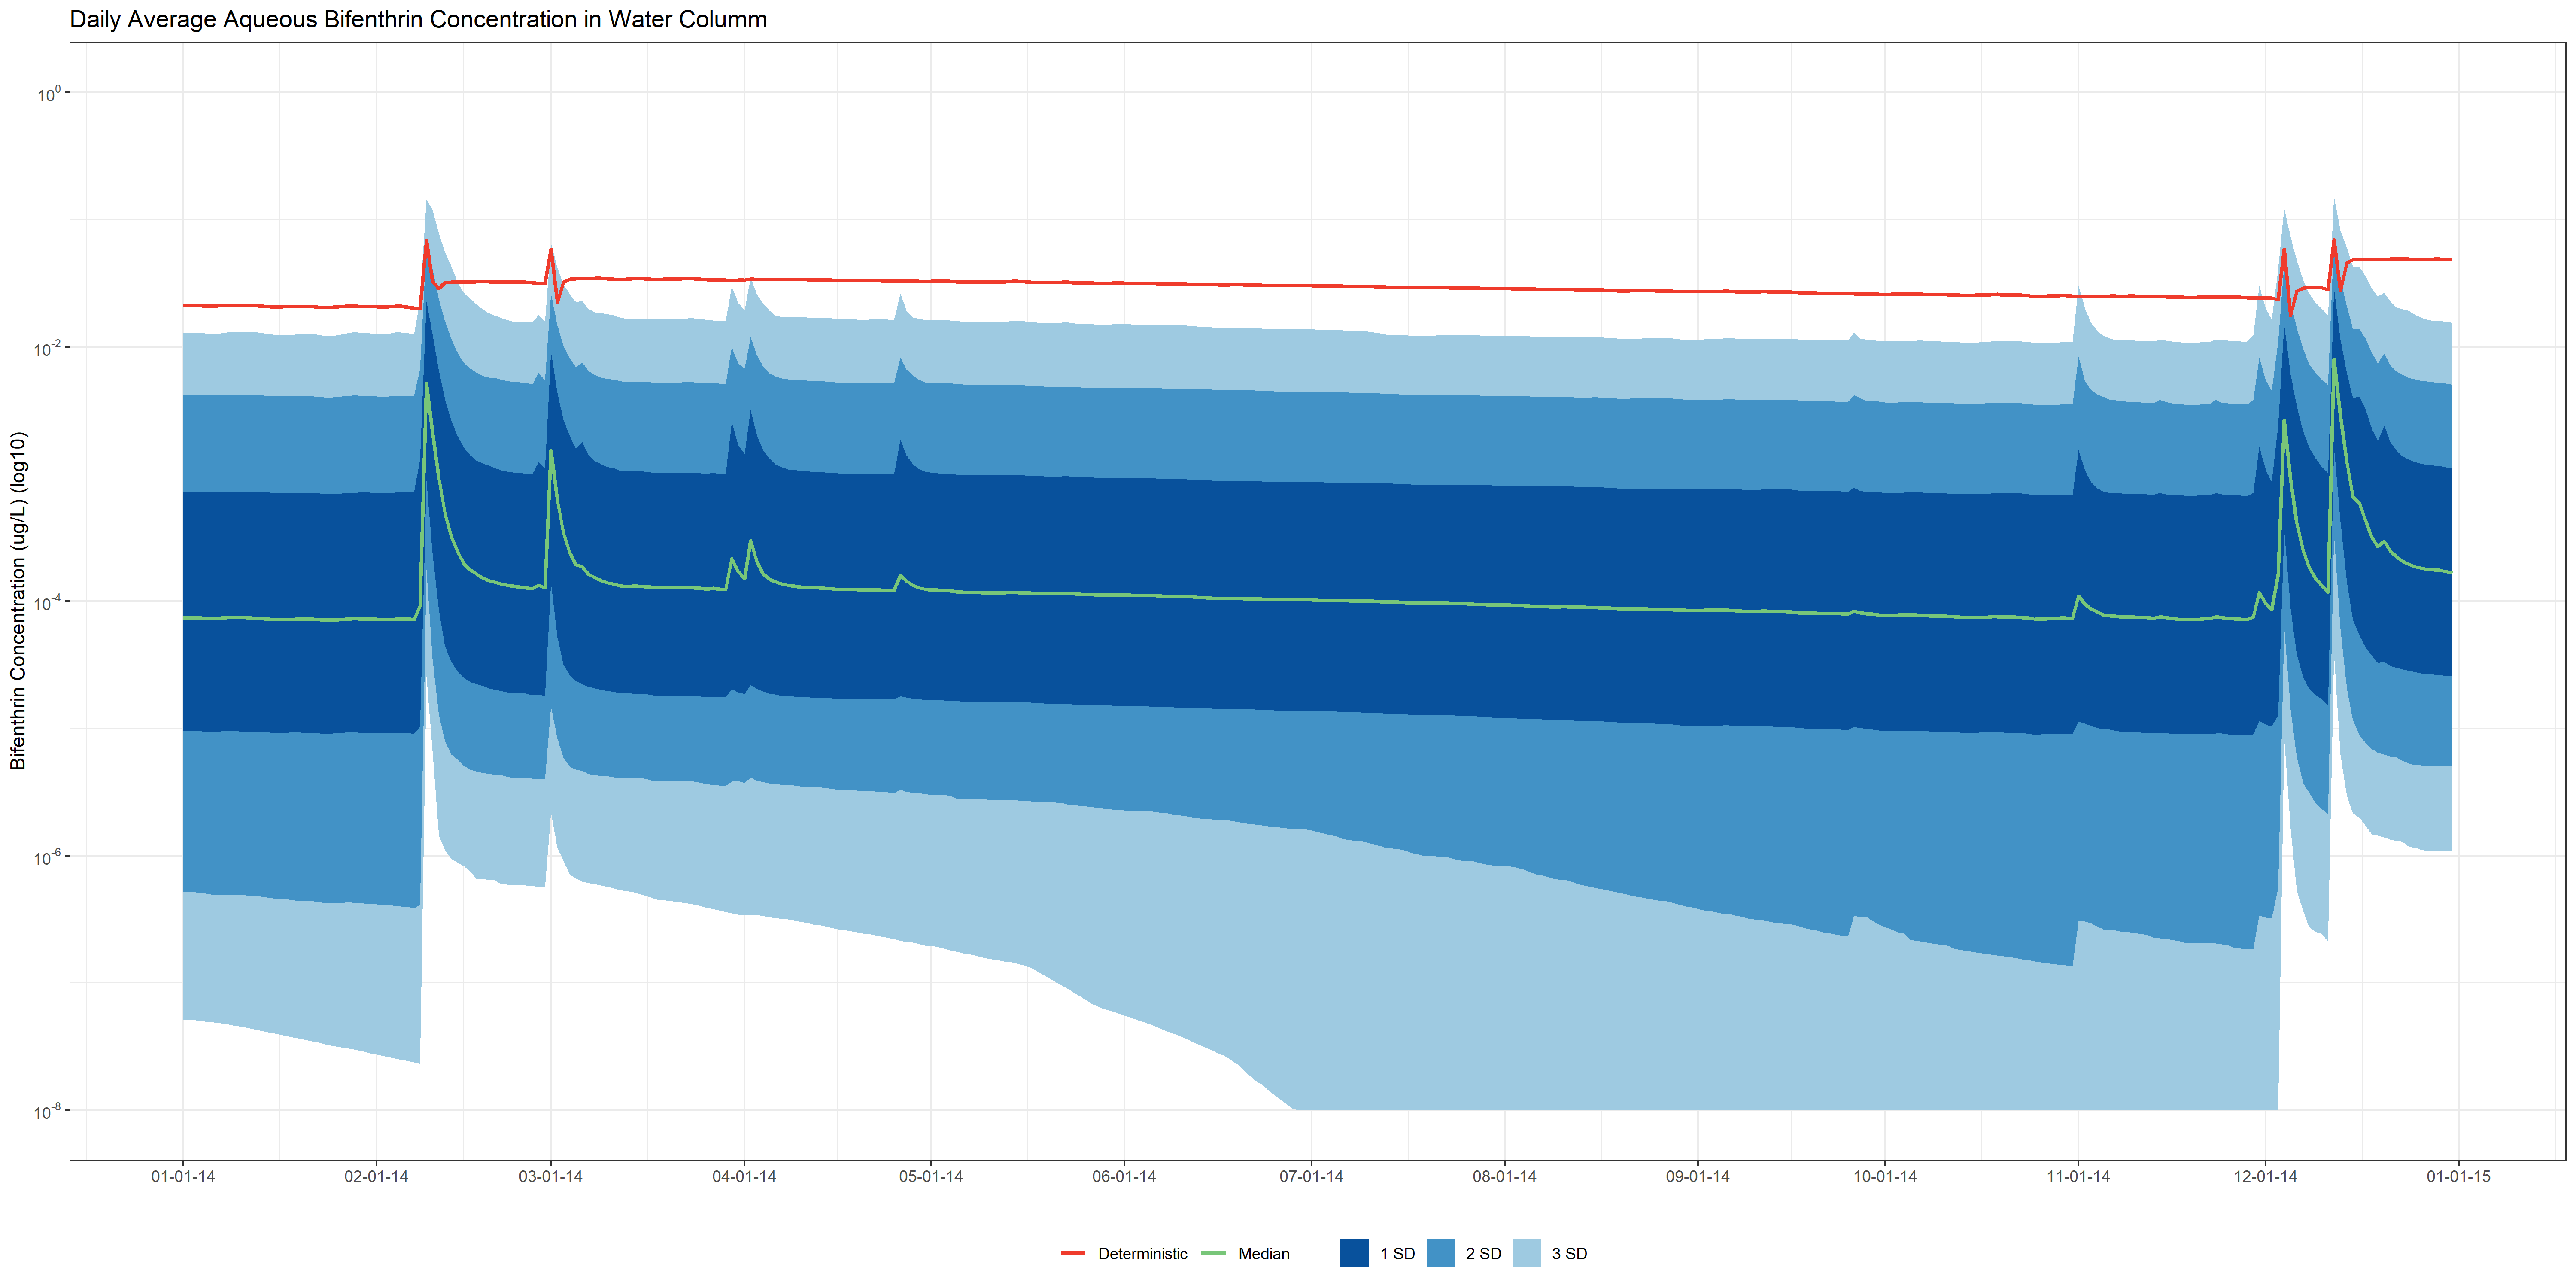 Daily Average Aqueous Bifenthrin Concentration in Water Columm
Bifenthrin Concentration (ug/L) (log10)
10^0
10^-2
10^-4
10^-6
10^-8
01-01-14 02-01-14 03-01-14 04-01-14 05-01-14 06-01-14 07-01-14 08-01-14 09-01-14 10-01-14 11-01-14 12-01-14 01-01-15
Deterministic Median 1 SD 2 SD 3 SD